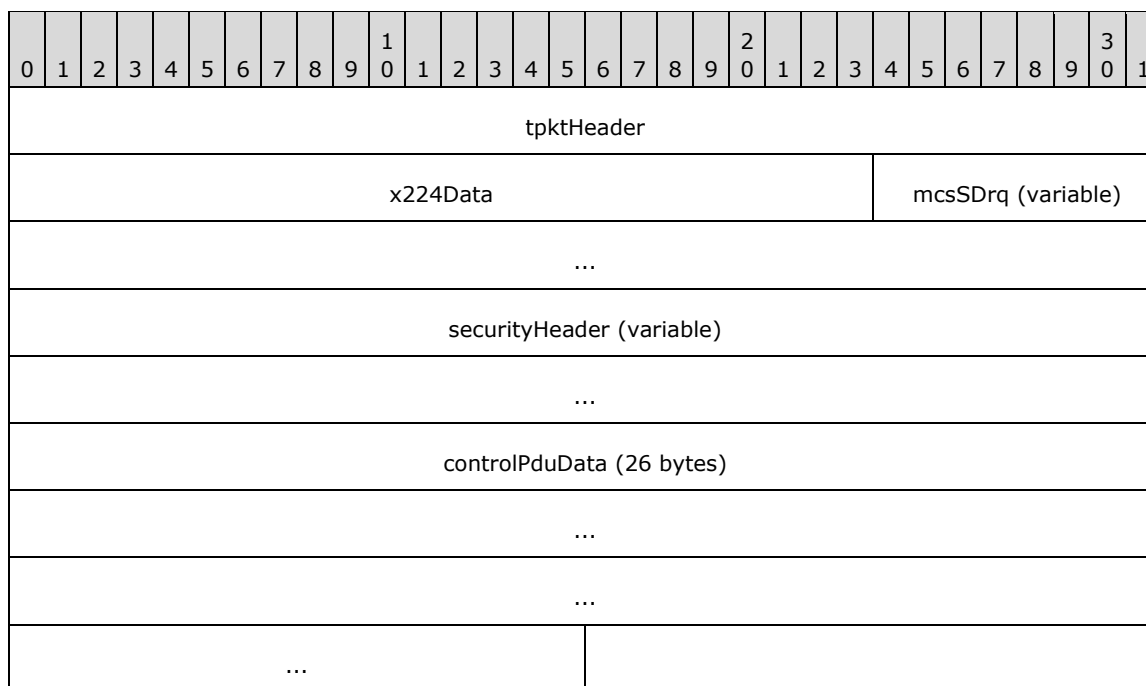 1 2 3
0 1 2 3 4 5 6 7 8 9 0 1 2 3 4 5 6 7 8 9 0 1 2 3 4 5 6 7 8 9 0 1
tpktHeader
x224Data mcsSDrq (variable)
...
securityHeader (variable)
...
controlPduData (26 bytes)
...
...
...